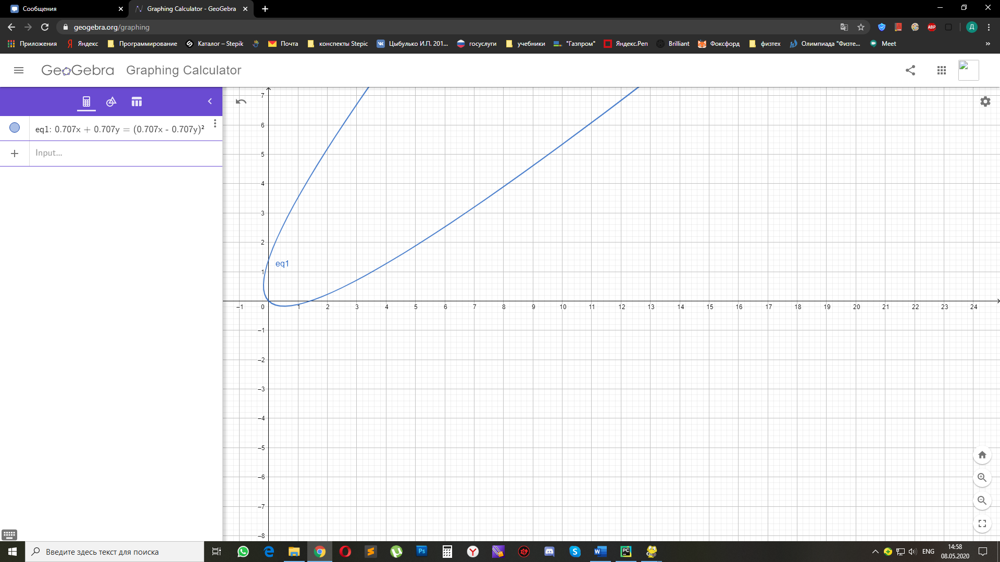 Сообщения
Graphing Calculator - GeoGebra
geogebra.org/graphing
ABP
Д
Приложения
Яндекс
Программирование
Каталог – Stepik
Почта
конспекты Stepic
Цыбулько И.П. 201...
госуслуги
учебники
"Газпром"
Яндекс.Реп
Brilliant
Фоксфорд
физтех
Олимпиада "Физте...
Meet
»
GeoGebra
Graphing Calculator
eq1: 0.707x + 0.707y = (0.707x - 0.707y)²
Input...
7
6
5
4
3
2
1
eq1
–1
0
1
2
3
4
5
6
7
8
9
10
11
12
13
14
15
16
17
18
19
20
21
22
23
24
–1
–2
–3
–4
–5
–6
–7
–8
Введите здесь текст для поиска
Ps
Y
S
W
PC
ENG
14:58
08.05.2020